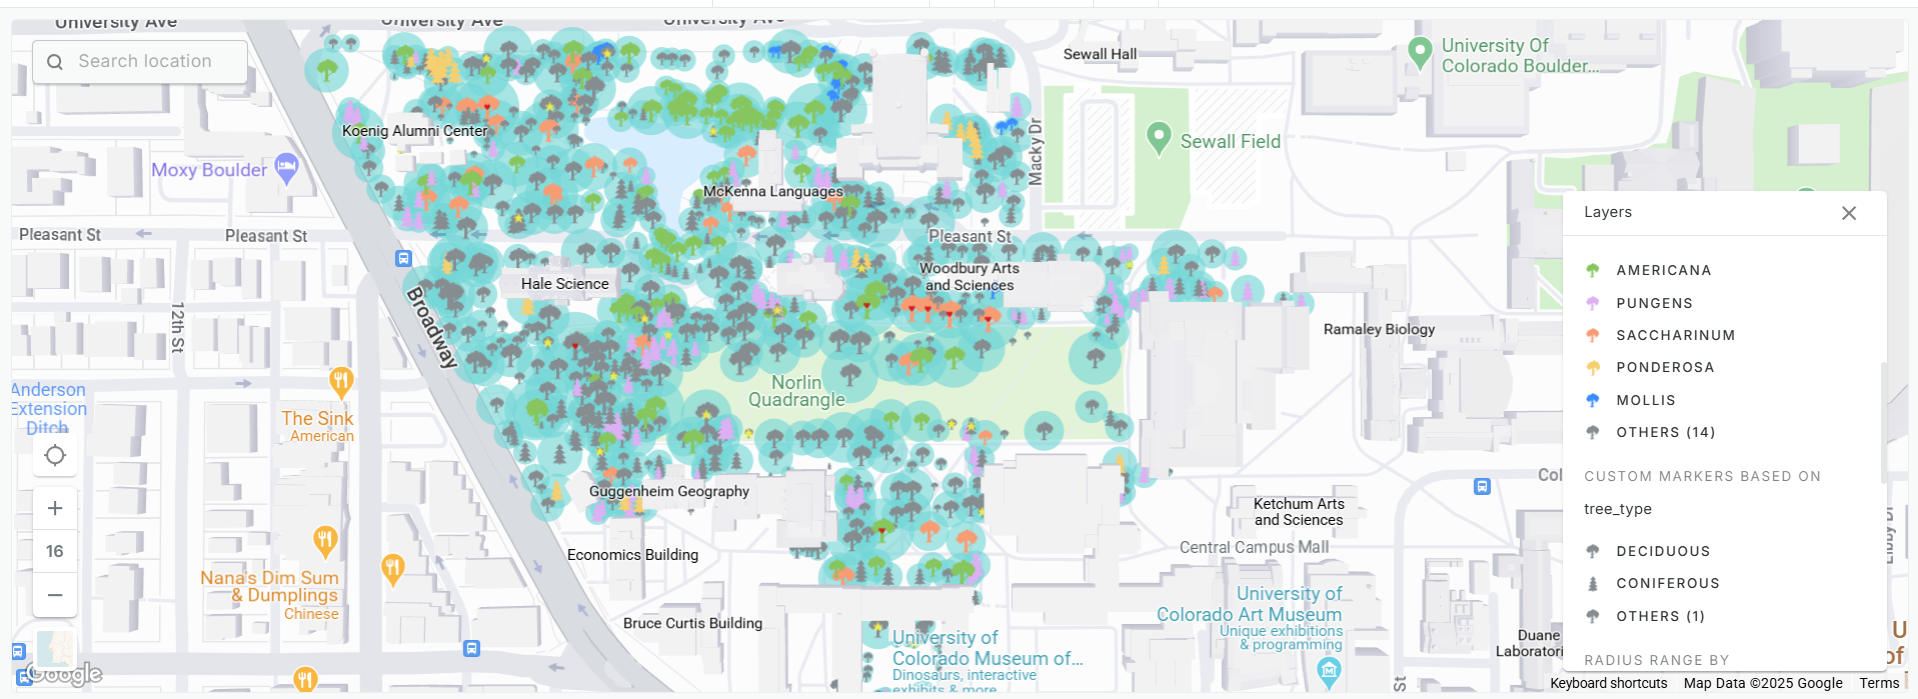 University Ave
University Ave
University Ave
Search location
Sewall Hall
University Of
Colorado Boulder...
Koenig Alumni Center
Macky Dr
Sewall Field
Moxy Boulder
McKenna Languages
Layers
Pleasant St
Pleasant St
Pleasant St
AMERICANA
Woodbury Arts
and Sciences
Hale Science
PUNGENS
12th St
Broadway
Ramaley Biology
SACCHARINUM
PONDEROSA
Norlin
Quadrangle
Anderson
Extension
Ditch
MOLLIS
The Sink
American
OTHERS (14)
CUSTOM MARKERS BASED ON
Col
Guggenheim Geography
Ketchum Arts
and Sciences
tree_type
+
16
−
Economics Building
Central Campus Mall
DECIDUOUS
Libby Dr
Nana's Dim Sum
& Dumplings
Chinese
CONIFEROUS
University of
Colorado Art Museum
Unique exhibitions
& programming
OTHERS (1)
Bruce Curtis Building
University of
Colorado Museum of...
Dinosaurs, interactive
exhibits & more
Duane
Laboratori
U
of
RADIUS RANGE BY
Google
St
Keyboard shortcuts
Map Data ©2025 Google
Terms